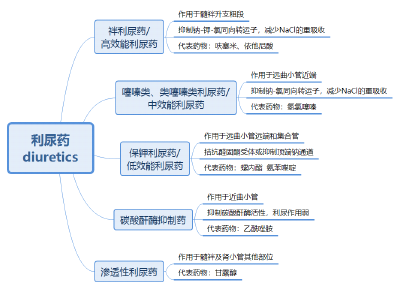 利尿药
diuretics
袢利尿药/
高效能利尿药
作用于髓袢升支粗段
抑制钠-钾-氯同向转运子，减少NaCl的重吸收
代表药物：呋塞米、依他尼酸
噻嗪类、类噻嗪类利尿药/
中效能利尿药
作用于远曲小管近端
抑制钠-氯同向转运子，减少NaCl的重吸收
代表药物：氢氯噻嗪
保钾利尿药/
低效能利尿药
作用于远曲小管远端和集合管
拮抗醛固酮受体或抑制顶端钠通道
代表药物：螺内酯 氨苯喋啶
碳酸酐酶抑制药
作用于近曲小管
抑制碳酸酐酶活性，利尿作用弱
代表药物：乙酰唑胺
渗透性利尿药
作用于髓袢及肾小管其他部位
代表药物：甘露醇